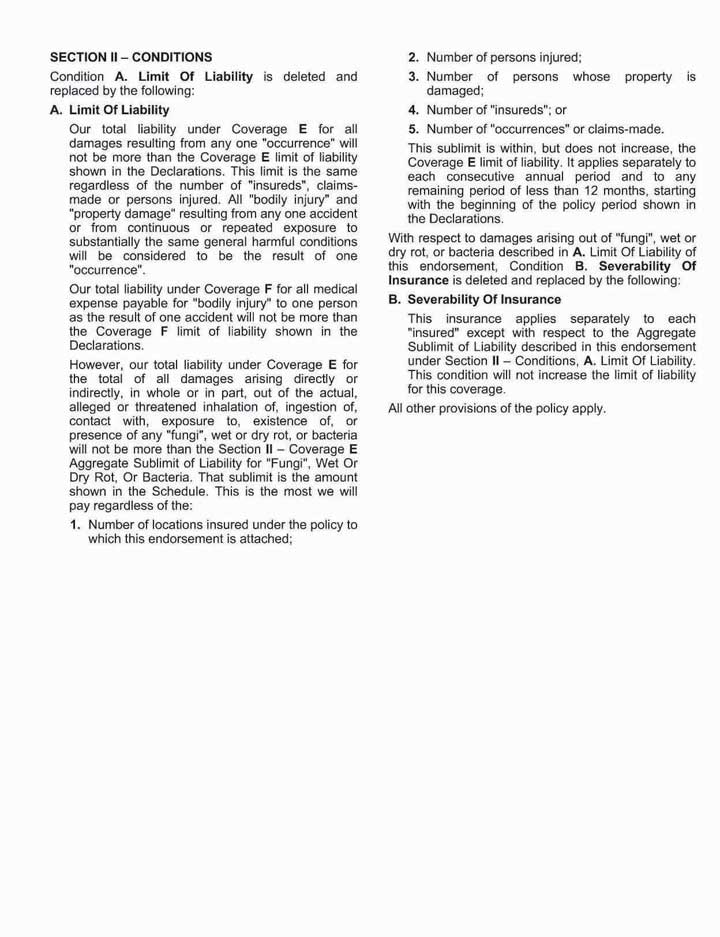 SECTION II – CONDITIONS
Condition A. Limit Of Liability is deleted and
replaced by the following:
A. Limit Of Liability
Our total liability under Coverage E for all
damages resulting from any one "occurrence" will
not be more than the Coverage E limit of liability
shown in the Declarations. This limit is the same
regardless of the number of "insureds", claims-
made or persons injured. All "bodily injury" and
"property damage" resulting from any one accident
or from continuous or repeated exposure to
substantially the same general harmful conditions
will be considered to be the result of one
"occurrence".
Our total liability under Coverage F for all medical
expense payable for "bodily injury" to one person
as the result of one accident will not be more than
the Coverage F limit of liability shown in the
Declarations.
However, our total liability under Coverage E for
the total of all damages arising directly or
indirectly, in whole or in part, out of the actual,
alleged or threatened inhalation of, ingestion of,
contact with, exposure to, existence of, or
presence of any "fungi", wet or dry rot, or bacteria
will not be more than the Section II – Coverage E
Aggregate Sublimit of Liability for "Fungi", Wet Or
Dry Rot, Or Bacteria. That sublimit is the amount
shown in the Schedule. This is the most we will
pay regardless of the:
1. Number of locations insured under the policy to
which this endorsement is attached;
2. Number of persons injured;
3. Number of persons whose property is
damaged;
4. Number of "insureds"; or
5. Number of "occurrences" or claims-made.
This sublimit is within, but does not increase, the
Coverage E limit of liability. It applies separately to
each consecutive annual period and to any
remaining period of less than 12 months, starting
with the beginning of the policy period shown in
the Declarations.
With respect to damages arising out of "fungi", wet or
dry rot, or bacteria described in A. Limit Of Liability of
this endorsement, Condition B. Severability Of
Insurance is deleted and replaced by the following:
B. Severability Of Insurance
This insurance applies separately to each
"insured" except with respect to the Aggregate
Sublimit of Liability described in this endorsement
under Section II – Conditions, A. Limit Of Liability.
This condition will not increase the limit of liability
for this coverage.
All other provisions of the policy apply.